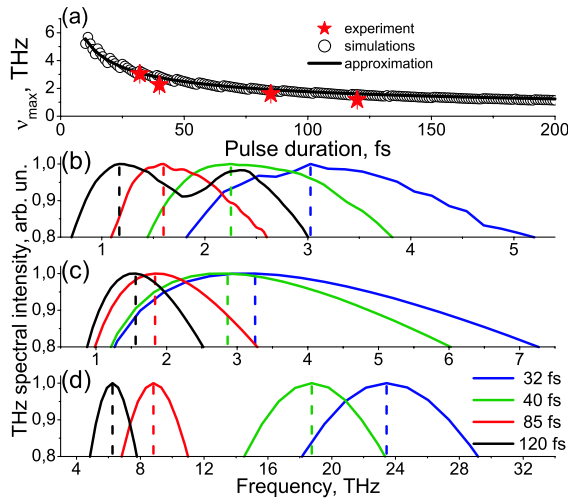 (a)
experiment
simulations
approximation
6
4
2
0
ν max, THz
0 50 100 150 200
Pulse duration, fs
(b)
1,0
0,9
0,8
1 2 3 4 5
(c)
1,0
0,9
0,8
1 2 3 4 5 6 7
(d)
1,0
0,9
0,8
4 8 12 16 20 24 28 32
THz spectral intensity, arb. un.
32 fs
40 fs
85 fs
120 fs
Frequency, THz